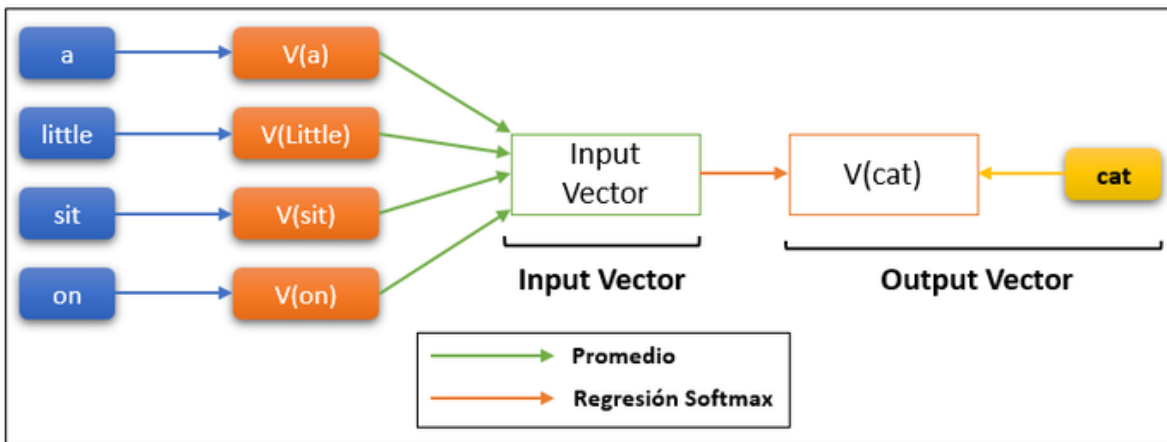 a
V(a)
little
V(Little)
sit
V(sit)
on
V(on)
Input
Vector
V(cat)
cat
Input Vector
Output Vector
Promedio
Regresión Softmax